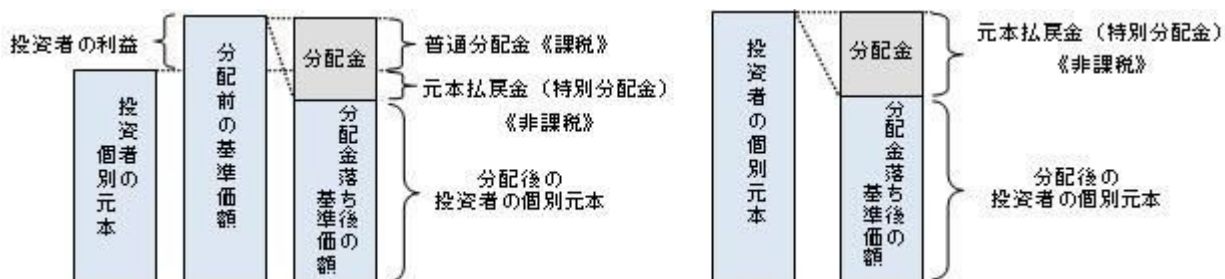 投資者の利益
投資者の
個別元本
分配前の基準価額
分配金
分配金落ち後の
基準価額
普通分配金《課税》
元本払戻金（特別分配金）
《非課税》
分配後の
投資者の個別元本
投資者の個別元本
分配金
分配金落ち後の
基準価額
元本払戻金（特別分配金）
《非課税》
分配後の
投資者の個別元本